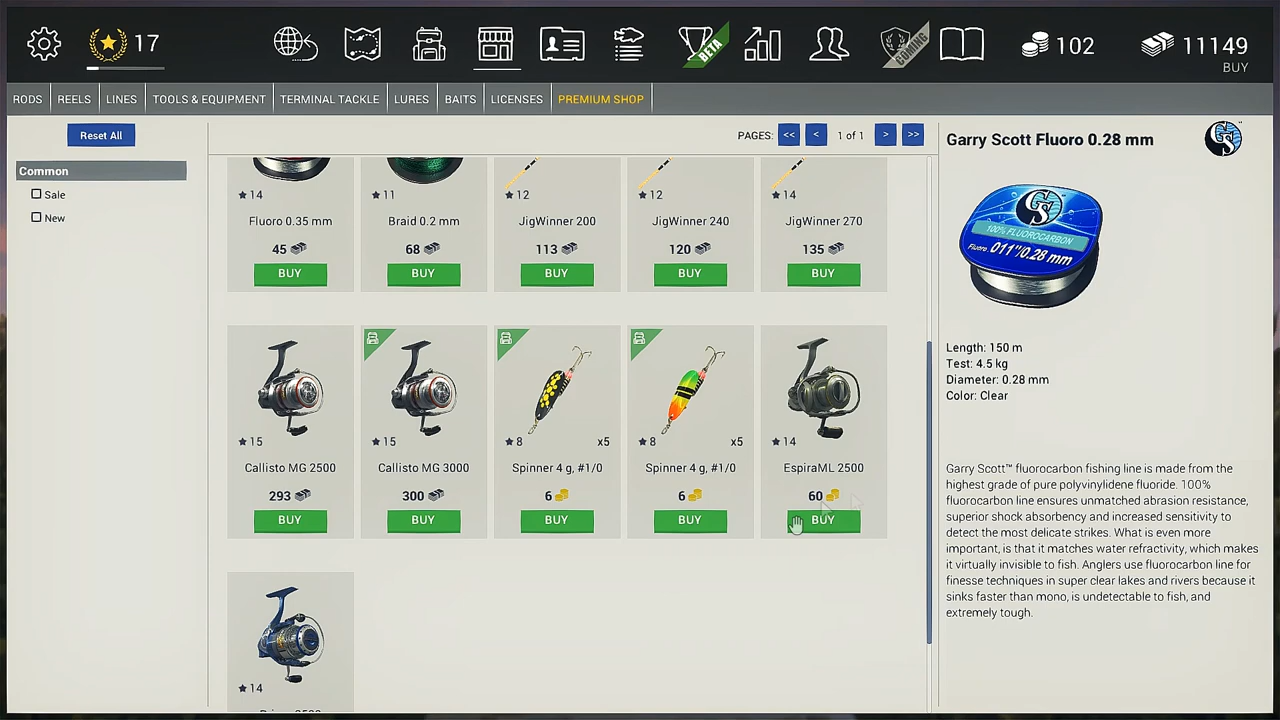 17
BETA
COMING
102
11149
BUY
RODS REELS LINES TOOLS & EQUIPMENT TERMINAL TACKLE LURES BAITS LICENSES PREMIUM SHOP
Reset All
PAGES: << < 1 of 1 > >>
Common
Sale
New
14 11 12 12 14
Fluoro 0.35 mm Braid 0.2 mm JigWinner 200 JigWinner 240 JigWinner 270
45 68 113 120 135
BUY BUY BUY BUY BUY
15 15 8 x5 8 x5 14
Callisto MG 2500 Callisto MG 3000 Spinner 4 g, #1/0 Spinner 4 g, #1/0 EspiraML 2500
293 300 6 6 60
BUY BUY BUY BUY BUY
14
Garry Scott Fluoro 0.28 mm
GS
100% FLUOROCARBON
Fluoro .011"/0.28 mm
Length: 150 m
Test: 4.5 kg
Diameter: 0.28 mm
Color: Clear
Garry Scott™ fluorocarbon fishing line is made from the
highest grade of pure polyvinylidene fluoride. 100%
fluorocarbon line ensures unmatched abrasion resistance,
superior shock absorbency and increased sensitivity to
detect the most delicate strikes. What is even more
important, is that it matches water refractivity, which makes
it virtually invisible to fish. Anglers use fluorocarbon line for
finesse techniques in super clear lakes and rivers because it
sinks faster than mono, is undetectable to fish, and
extremely tough.